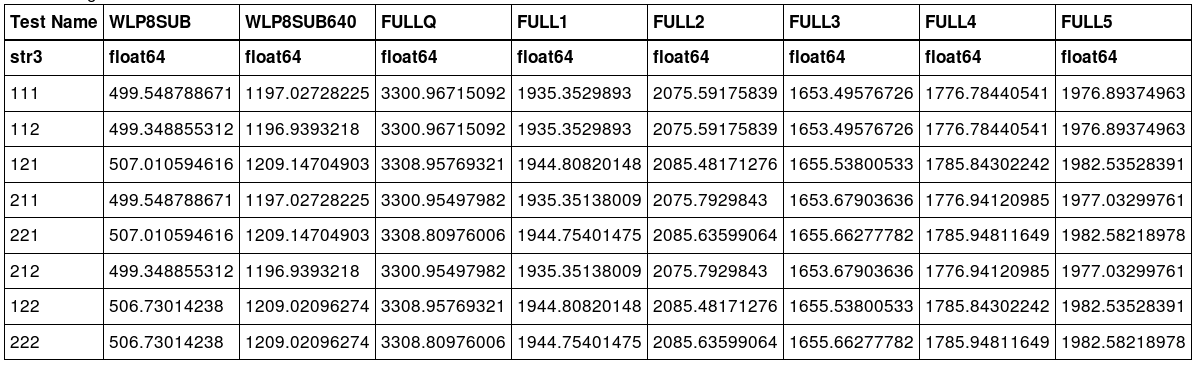 Test Name WLP8SUB WLP8SUB640 FULLQ FULL1 FULL2 FULL3 FULL4 FULL5
str3 float64 float64 float64 float64 float64 float64 float64 float64
111 499.548788671 1197.02728225 3300.96715092 1935.3529893 2075.59175839 1653.49576726 1776.78440541 1976.89374963
112 499.348855312 1196.9393218 3300.96715092 1935.3529893 2075.59175839 1653.49576726 1776.78440541 1976.89374963
121 507.010594616 1209.14704903 3308.95769321 1944.80820148 2085.48171276 1655.53800533 1785.84302242 1982.53528391
211 499.548788671 1197.02728225 3300.95497982 1935.35138009 2075.7929843 1653.67903636 1776.94120985 1977.03299761
221 507.010594616 1209.14704903 3308.80976006 1944.75401475 2085.63599064 1655.66277782 1785.94811649 1982.58218978
212 499.348855312 1196.9393218 3300.95497982 1935.35138009 2075.7929843 1653.67903636 1776.94120985 1977.03299761
122 506.73014238 1209.02096274 3308.95769321 1944.80820148 2085.48171276 1655.53800533 1785.84302242 1982.53528391
222 506.73014238 1209.02096274 3308.80976006 1944.75401475 2085.63599064 1655.66277782 1785.94811649 1982.58218978